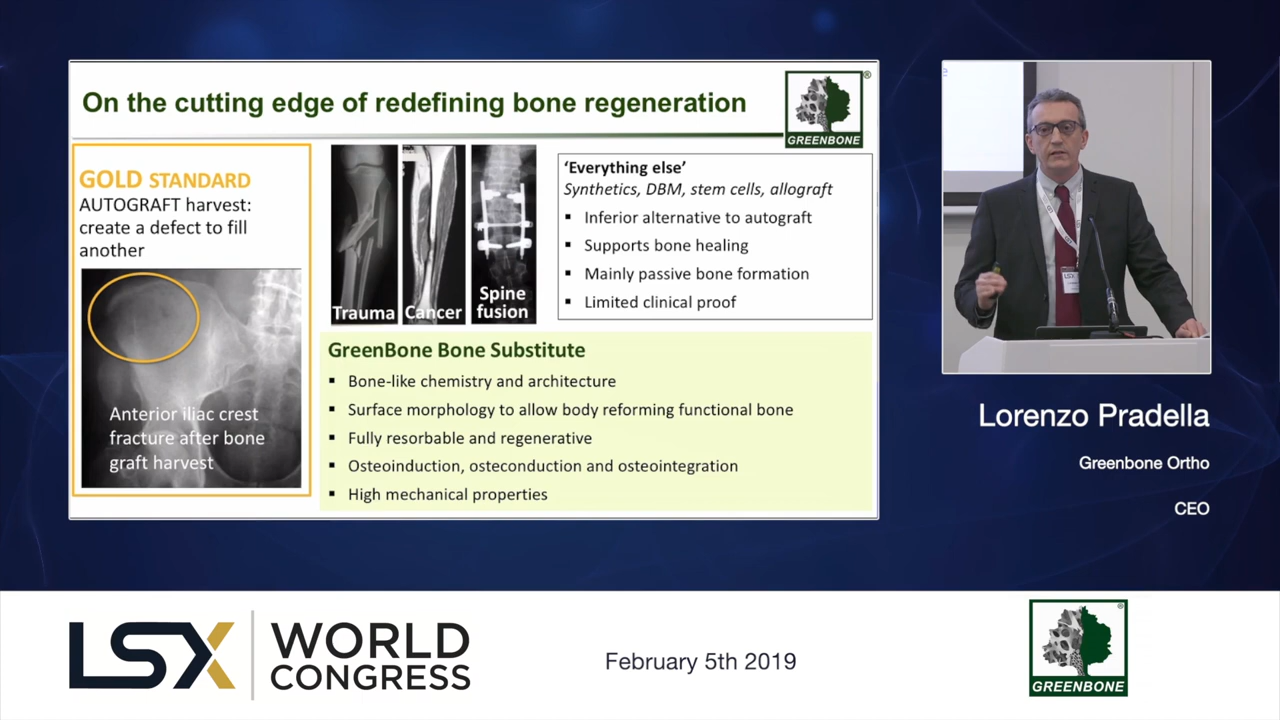 On the cutting edge of redefining bone regeneration
®
GREENBONE
GOLD STANDARD
AUTOGRAFT harvest:
create a defect to fill
another
Anterior iliac crest
fracture after bone
graft harvest
Trauma
Cancer
Spine
fusion
‘Everything else’
Synthetics, DBM, stem cells, allograft
▪ Inferior alternative to autograft
▪ Supports bone healing
▪ Mainly passive bone formation
▪ Limited clinical proof
GreenBone Bone Substitute
▪ Bone-like chemistry and architecture
▪ Surface morphology to allow body reforming functional bone
▪ Fully resorbable and regenerative
▪ Osteoinduction, osteconduction and osteointegration
▪ High mechanical properties
LSX
Lorenzo Pradella
Greenbone Ortho
CEO
LSX
WORLD
CONGRESS
February 5th 2019
®
GREENBONE